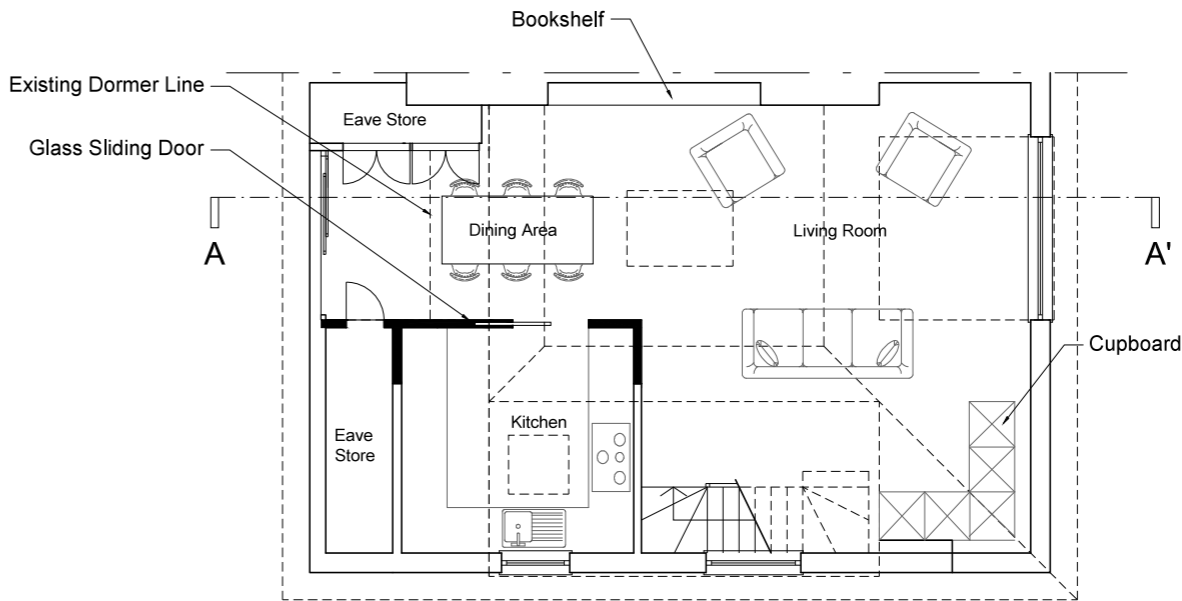 Bookshelf
Existing Dormer Line
Eave Store
Glass Sliding Door
Dining Area
Living Room
A
A'
Cupboard
Kitchen
Eave
Store